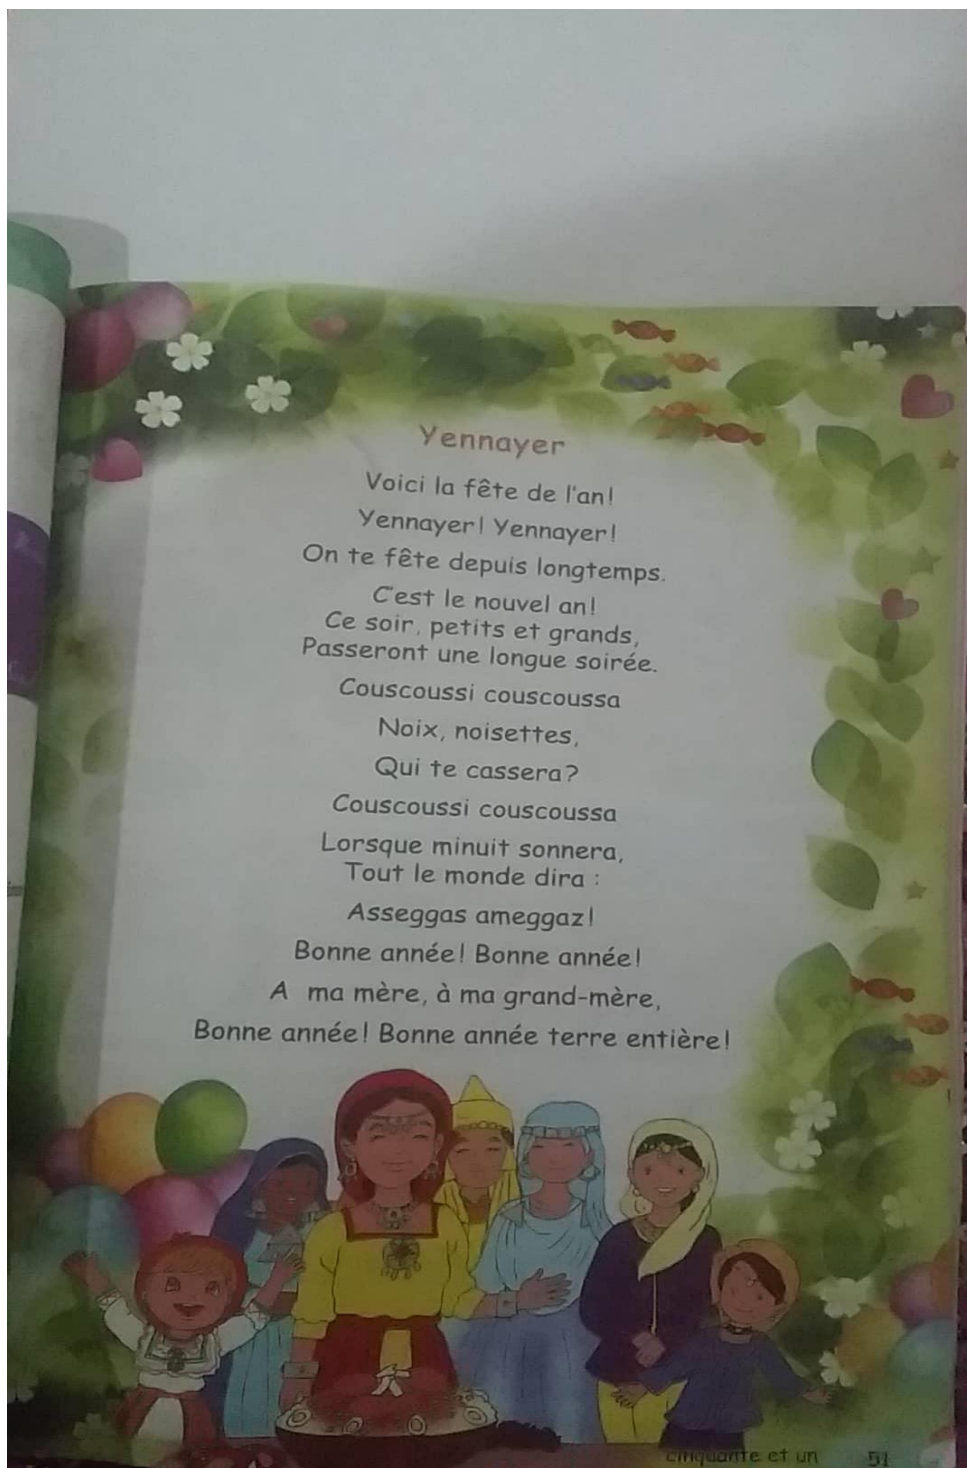 Yennayer
Voici la fête de l'an!
Yennayer! Yennayer!
On te fête depuis longtemps.
C'est le nouvel an!
Ce soir, petits et grands,
Passeront une longue soirée.
Couscoussi couscoussa
Noix, noisettes,
Qui te cassera?
Couscoussi couscoussa
Lorsque minuit sonnera,
Tout le monde dira :
Asseggas ameggaz!
Bonne année! Bonne année!
A ma mère, à ma grand-mère,
Bonne année! Bonne année terre entière!
cinquante et un 51